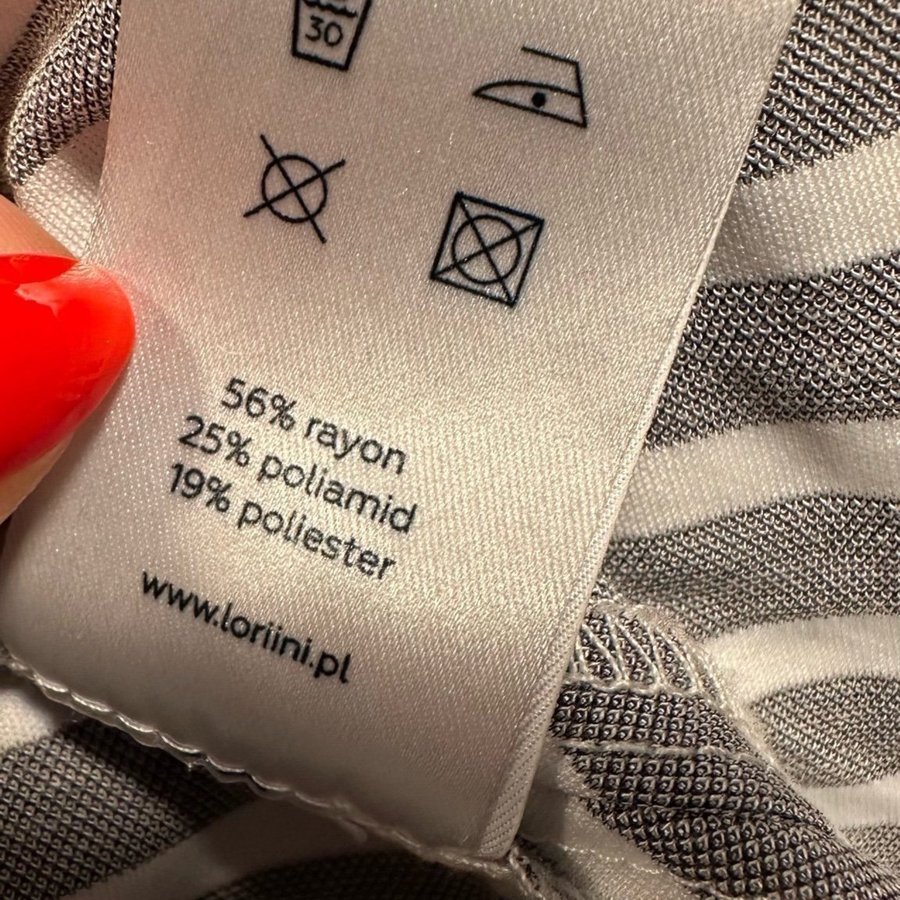 30
56% rayon
25% poliamid
19% poliester
www.loriini.pl